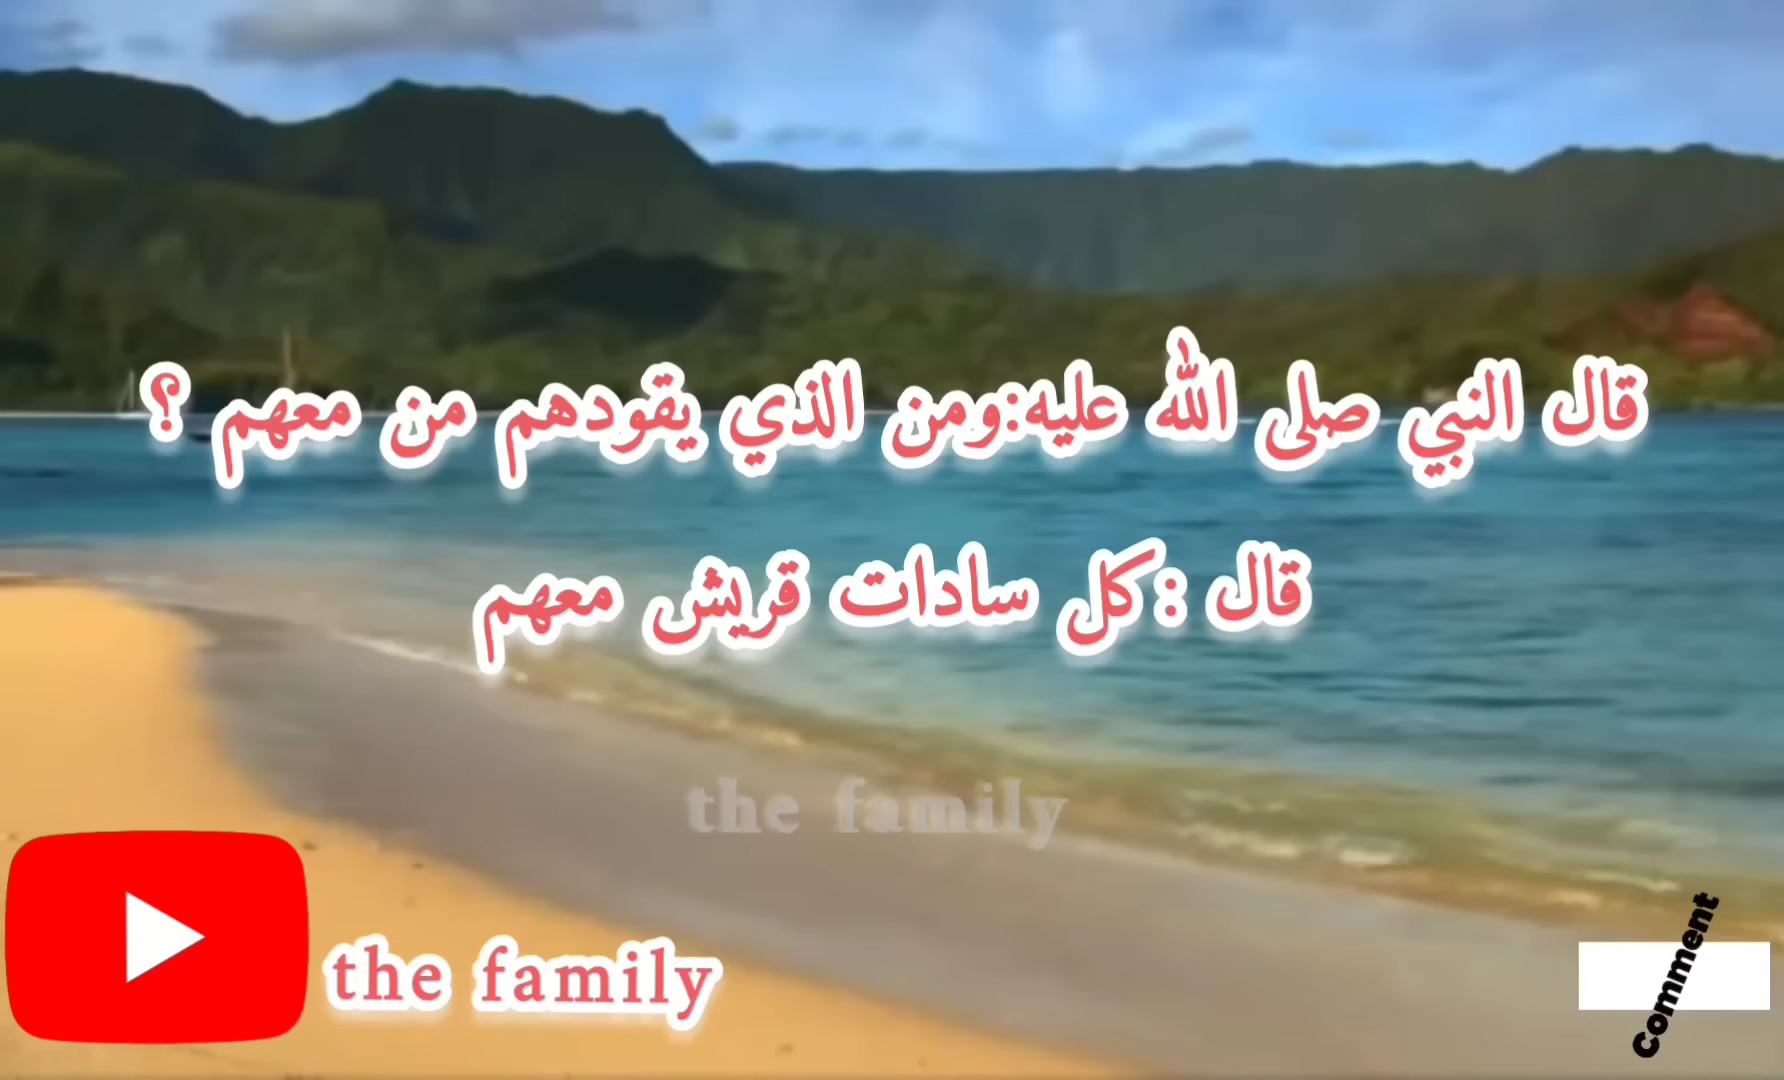 قال النبي صلى الله عليه:ومن الذي يقودهم من معهم ؟
قال :كل سادات قريش معهم
the family
the family
Comment